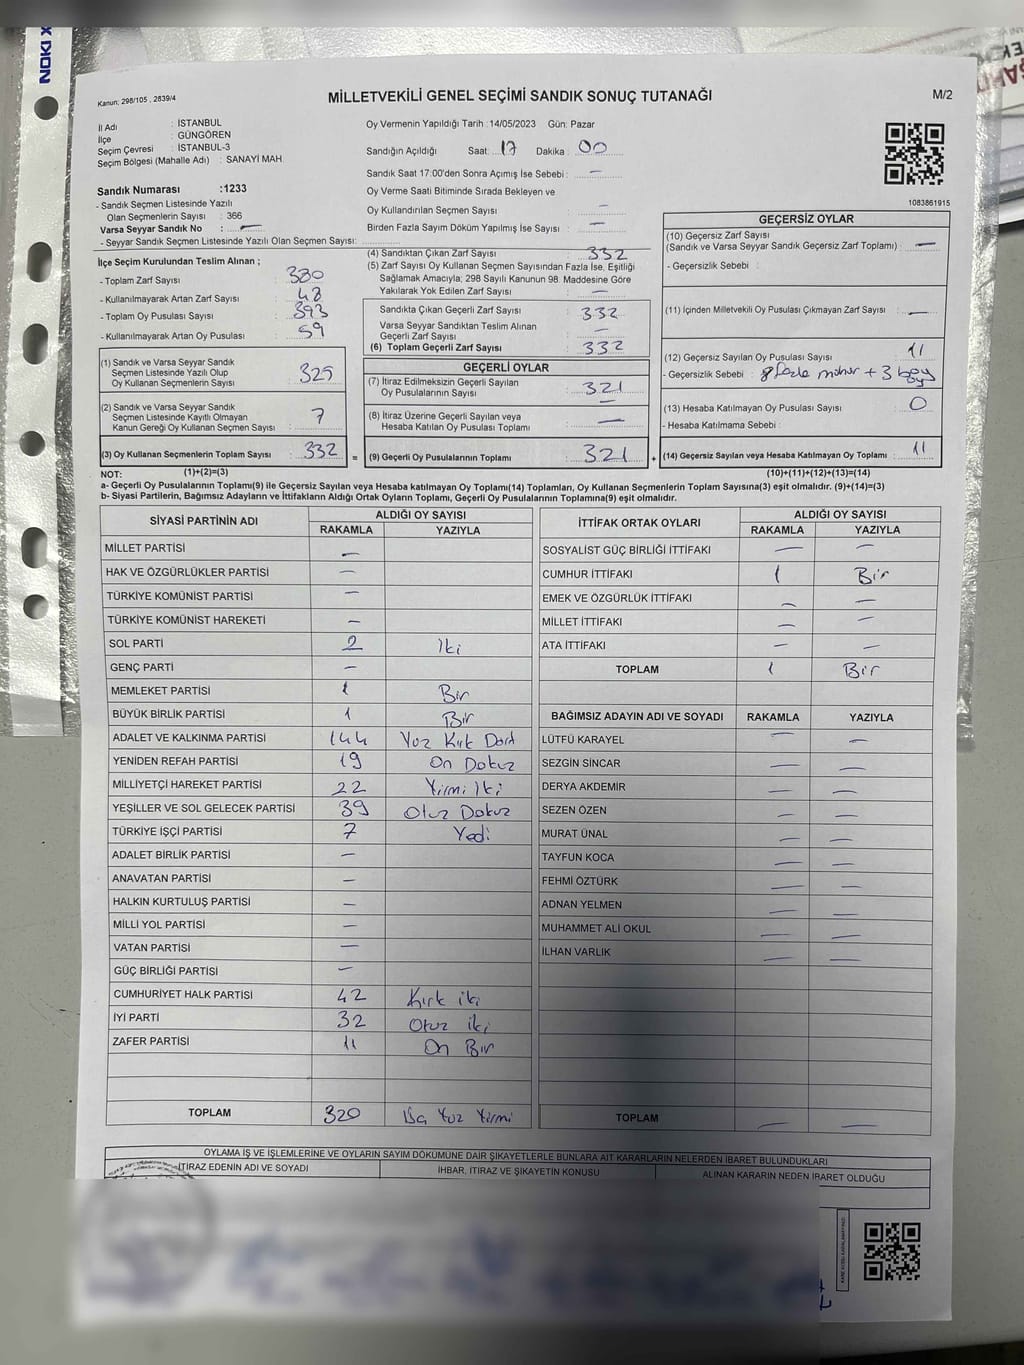 NOKI X
Kanun; 298/105 , 2839/4
MİLLETVEKİLİ GENEL SEÇİMİ SANDIK SONUÇ TUTANAĞI
M/2
İl Adı : İSTANBUL
İlçe : GÜNGÖREN
Seçim Çevresi : İSTANBUL-3
Seçim Bölgesi (Mahalle Adı) : SANAYİ MAH
Oy Vermenin Yapıldığı Tarih :14/05/2023 Gün: Pazar
Sandığın Açıldığı Saat: 17 Dakika : 00
Sandık Saat 17:00'den Sonra Açımış İse Sebebi : —
Oy Verme Saati Bitiminde Sırada Bekleyen ve
Oy Kullandırılan Seçmen Sayısı : —
Birden Fazla Sayım Döküm Yapılmış İse Sayısı : —
1083861915
Sandık Numarası :1233
- Sandık Seçmen Listesinde Yazılı
Olan Seçmenlerin Sayısı : 366
Varsa Seyyar Sandık No : —
- Seyyar Sandık Seçmen Listesinde Yazılı Olan Seçmen Sayısı:
İlçe Seçim Kurulundan Teslim Alınan ;
- Toplam Zarf Sayısı : 380
- Kullanılmayarak Artan Zarf Sayısı : 48
- Toplam Oy Pusulası Sayısı : 393
- Kullanılmayarak Artan Oy Pusulası : 59
(4) Sandıktan Çıkan Zarf Sayısı : 332
(5) Zarf Sayısı Oy Kullanan Seçmen Sayısından Fazla İse, Eşitliği
Sağlamak Amacıyla; 298 Sayılı Kanunun 98. Maddesine Göre
Yakılarak Yok Edilen Zarf Sayısı : —
Sandıkta Çıkan Geçerli Zarf Sayısı : 332
Varsa Seyyar Sandıktan Teslim Alınan
Geçerli Zarf Sayısı : —
(6) Toplam Geçerli Zarf Sayısı : 332
GEÇERSİZ OYLAR
(10) Geçersiz Zarf Sayısı
(Sandık ve Varsa Seyyar Sandık Geçersiz Zarf Toplamı) : —
- Geçersizlik Sebebi :
(11) İçinden Milletvekili Oy Pusulası Çıkmayan Zarf Sayısı : —
(12) Geçersiz Sayılan Oy Pusulası Sayısı : 11
- Geçersizlik Sebebi : 8 fazla mühür + 3 boş
(13) Hesaba Katılmayan Oy Pusulası Sayısı : 0
- Hesaba Katılmama Sebebi :
(14) Geçersiz Sayılan veya Hesaba Katılmayan Oy Toplamı : 11
(1) Sandık ve Varsa Seyyar Sandık
Seçmen Listesinde Yazılı Olup
Oy Kullanan Seçmenlerin Sayısı : 325
(2) Sandık ve Varsa Seyyar Sandık
Seçmen Listesinde Kayıtlı Olmayan
Kanun Gereği Oy Kullanan Seçmen Sayısı : 7
(3) Oy Kullanan Seçmenlerin Toplam Sayısı : 332 =
GEÇERLİ OYLAR
(7) İtiraz Edilmeksizin Geçerli Sayılan
Oy Pusulalarının Sayısı : 321
(8) İtiraz Üzerine Geçerli Sayılan veya
Hesaba Katılan Oy Pusulası Toplamı : —
(9) Geçerli Oy Pusulalarının Toplamı : 321 +
NOT: (1)+(2)=(3)
(10)+(11)+(12)+(13)=(14)
a- Geçerli Oy Pusulalarının Toplamı(9) ile Geçersiz Sayılan veya Hesaba Katılmayan Oy Toplamı(14) Toplamları, Oy Kullanan Seçmenlerin Toplam Sayısına(3) eşit olmalıdır. (9)+(14)=(3)
b- Siyasi Partilerin, Bağımsız Adayların ve İttifakların Aldığı Ortak Oyların Toplamı, Geçerli Oy Pusulalarının Toplamına(9) eşit olmalıdır.
SİYASİ PARTİNİN ADI ALDIĞI OY SAYISI
RAKAMLA YAZIYLA
MİLLET PARTİSİ —
HAK VE ÖZGÜRLÜKLER PARTİSİ —
TÜRKİYE KOMÜNİST PARTİSİ —
TÜRKİYE KOMÜNİST HAREKETİ —
SOL PARTİ 2 İki
GENÇ PARTİ —
MEMLEKET PARTİSİ 1 Bir
BÜYÜK BİRLİK PARTİSİ 1 Bir
ADALET VE KALKINMA PARTİSİ 144 Yüz Kırk Dört
YENİDEN REFAH PARTİSİ 19 On Dokuz
MİLLİYETÇİ HAREKET PARTİSİ 22 Yirmi İki
YEŞİLLER VE SOL GELECEK PARTİSİ 39 Otuz Dokuz
TÜRKİYE İŞÇİ PARTİSİ 7 Yedi
ADALET BİRLİK PARTİSİ —
ANAVATAN PARTİSİ —
HALKIN KURTULUŞ PARTİSİ —
MİLLİ YOL PARTİSİ —
VATAN PARTİSİ —
GÜÇ BİRLİĞİ PARTİSİ —
CUMHURİYET HALK PARTİSİ 42 Kırk iki
İYİ PARTİ 32 Otuz iki
ZAFER PARTİSİ 11 On Bir
TOPLAM 320 Üç Yüz Yirmi
İTTİFAK ORTAK OYLARI ALDIĞI OY SAYISI
RAKAMLA YAZIYLA
SOSYALİST GÜÇ BİRLİĞİ İTTİFAKI — —
CUMHUR İTTİFAKI 1 Bir
EMEK VE ÖZGÜRLÜK İTTİFAKI — —
MİLLET İTTİFAKI — —
ATA İTTİFAKI — —
TOPLAM 1 Bir
BAĞIMSIZ ADAYIN ADI VE SOYADI RAKAMLA YAZIYLA
LÜTFÜ KARAYEL — —
SEZGİN SİNCAR — —
DERYA AKDEMİR — —
SEZEN ÖZEN — —
MURAT ÜNAL — —
TAYFUN KOCA — —
FEHMİ ÖZTÜRK — —
ADNAN YELMEN — —
MUHAMMET ALİ OKUL — —
İLHAN VARLIK — —
TOPLAM — —
OYLAMA İŞ VE İŞLEMLERİNE VE OYLARIN SAYIM DÖKÜMÜNE DAİR ŞİKAYETLERLE BUNLARA AİT KARARLARIN NELERDEN İBARET BULUNDUKLARI
İTİRAZ EDENİN ADI VE SOYADI İHBAR, İTİRAZ VE ŞİKAYETİN KONUSU ALINAN KARARIN NEDEN İBARET OLDUĞU